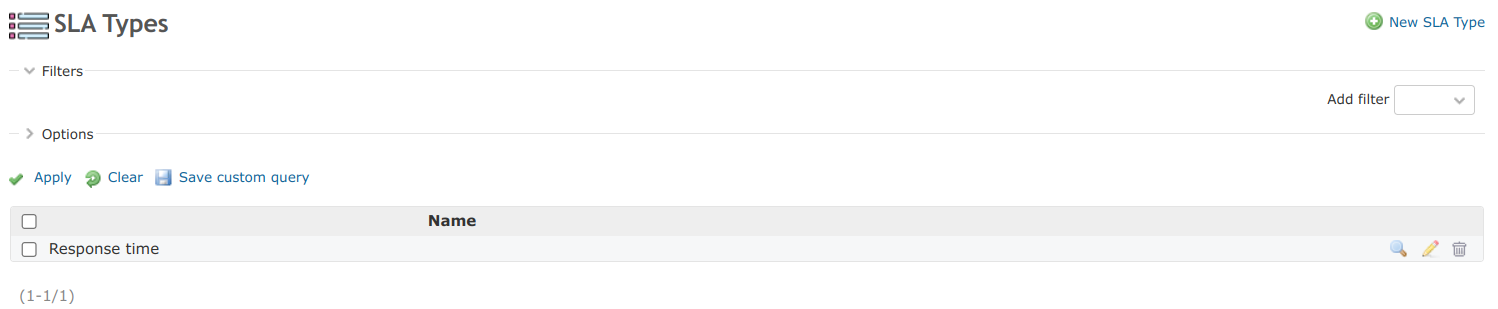 SLA Types
New SLA Type
Filters
Add filter
Options
Apply Clear Save custom query
Name
Response time
(1-1/1)